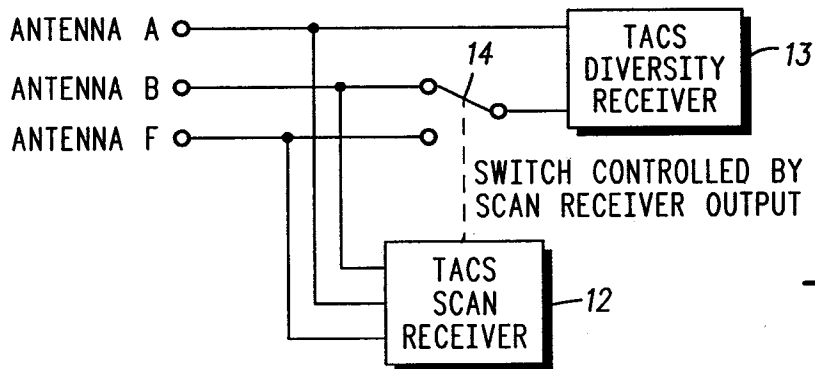 ANTENNA A
ANTENNA B
ANTENNA F
14
TACS
DIVERSITY
RECEIVER
13
SWITCH CONTROLLED BY
SCAN RECEIVER OUTPUT
TACS
SCAN
RECEIVER
12